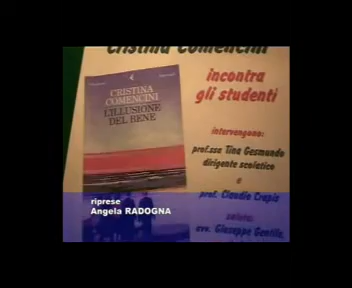 Cristina Comencini
incontra
gli studenti
CRISTINA
COMENCINI
L'ILLUSIONE
DEL BENE
intervengono:
prof.ssa Tina Gesmundo
dirigente scolastico
e
prof. Claudio Crapis
saluto:
avv. Giuseppe Gentile,
riprese
Angela RADOGNA